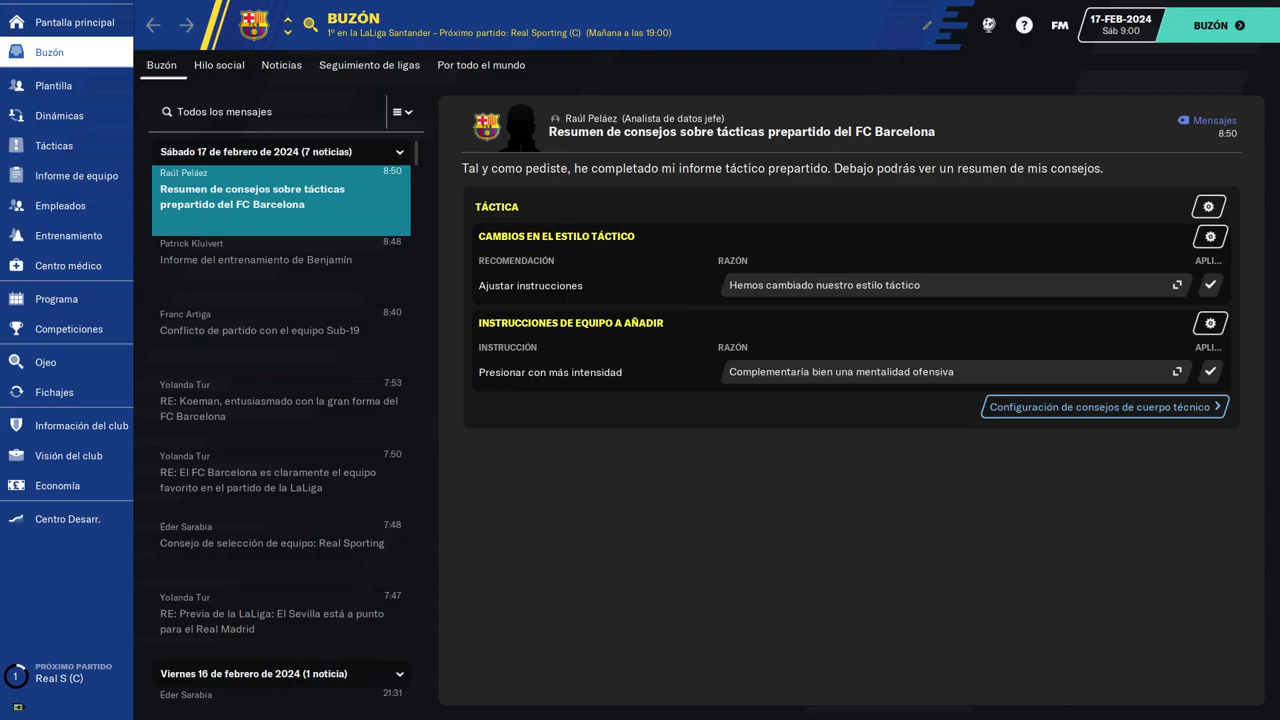 Pantalla principal
Buzón
Plantilla
Dinámicas
Tácticas
Informe de equipo
Empleados
Entrenamiento
Centro médico
Programa
Competiciones
Ojeo
Fichajes
Información del club
Visión del club
Economía
Centro Desarr.
PRÓXIMO PARTIDO
1
Real S (C)
BUZÓN
1º en la LaLiga Santander - Próximo partido: Real Sporting (C) (Mañana a las 19:00)
?
FM
17-FEB-2024
Sáb 9:00
BUZÓN
Buzón
Hilo social
Noticias
Seguimiento de ligas
Por todo el mundo
Todos los mensajes
Sábado 17 de febrero de 2024 (7 noticias)
Raúl Peláez
8:50
Resumen de consejos sobre tácticas
prepartido del FC Barcelona
Patrick Kluivert
8:48
Informe del entrenamiento de Benjamín
Franc Artiga
8:40
Conflicto de partido con el equipo Sub-19
Yolanda Tur
7:53
RE: Koeman, entusiasmado con la gran forma del
FC Barcelona
Yolanda Tur
7:50
RE: El FC Barcelona es claramente el equipo
favorito en el partido de la LaLiga
Éder Sarabia
7:48
Consejo de selección de equipo: Real Sporting
Yolanda Tur
7:47
RE: Previa de la LaLiga: El Sevilla está a punto
para el Real Madrid
Viernes 16 de febrero de 2024 (1 noticia)
Éder Sarabia
21:31
Raúl Peláez (Analista de datos jefe)
Resumen de consejos sobre tácticas prepartido del FC Barcelona
Mensajes
8:50
Tal y como pediste, he completado mi informe táctico prepartido. Debajo podrás ver un resumen de mis consejos.
TÁCTICA
CAMBIOS EN EL ESTILO TÁCTICO
RECOMENDACIÓN
RAZÓN
APLI...
Ajustar instrucciones
Hemos cambiado nuestro estilo táctico
INSTRUCCIONES DE EQUIPO A AÑADIR
INSTRUCCIÓN
RAZÓN
APLI...
Presionar con más intensidad
Complementaría bien una mentalidad ofensiva
Configuración de consejos de cuerpo técnico